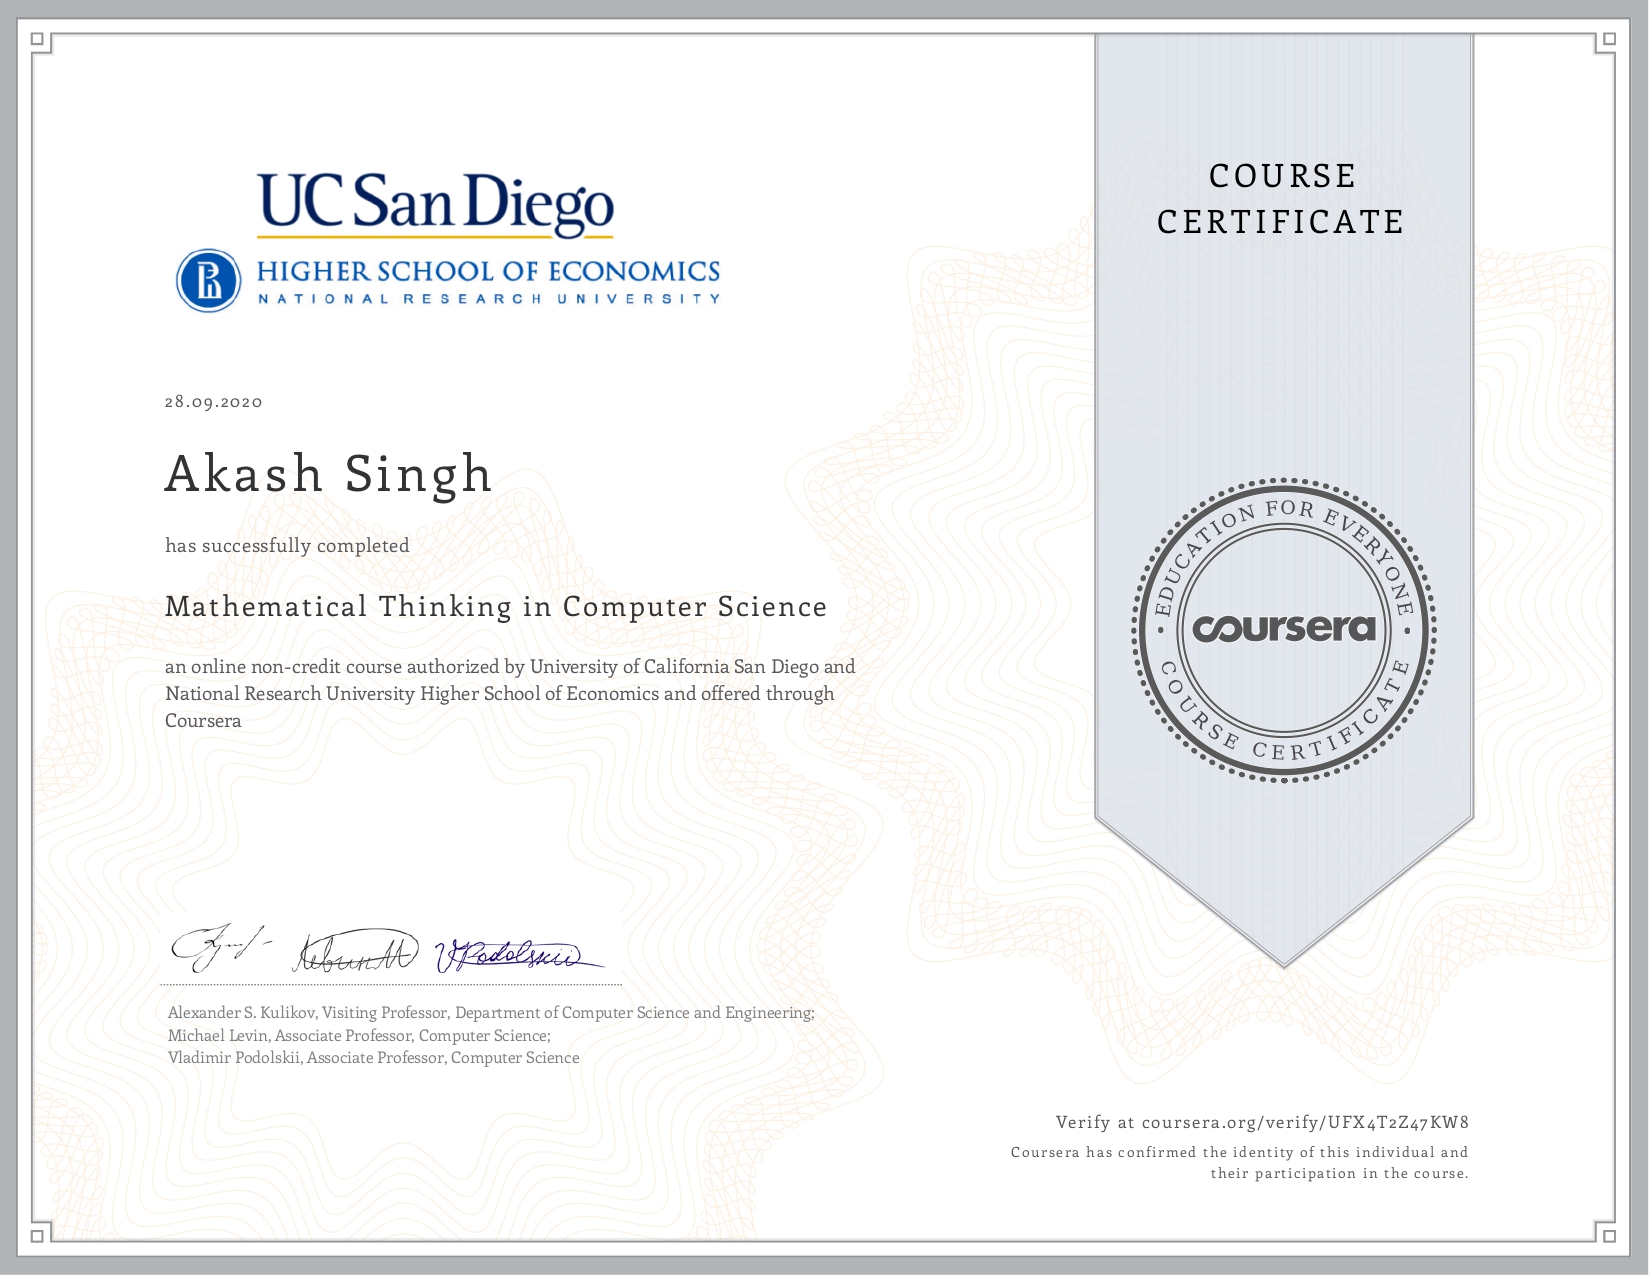 UC San Diego
HIGHER SCHOOL OF ECONOMICS
NATIONAL RESEARCH UNIVERSITY
28.09.2020
Akash Singh
has successfully completed
Mathematical Thinking in Computer Science
an online non-credit course authorized by University of California San Diego and
National Research University Higher School of Economics and offered through
Coursera
V Podolskii
Alexander S. Kulikov, Visiting Professor, Department of Computer Science and Engineering;
Michael Levin, Associate Professor, Computer Science;
Vladimir Podolskii, Associate Professor, Computer Science
COURSE
CERTIFICATE
EDUCATION FOR EVERYONE
coursera
COURSE CERTIFICATE
Verify at coursera.org/verify/UFX4T2Z47KW8
Coursera has confirmed the identity of this individual and
their participation in the course.